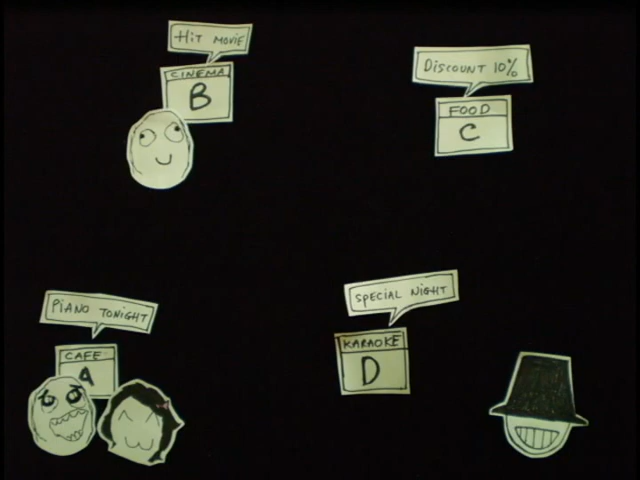 Hit MOVIE
CINEMA
B
DISCOUNT 10%
FOOD
C
PiANO TONIGHT
CAFE
A
SPECIAL NIGHT
KARAOKE
D